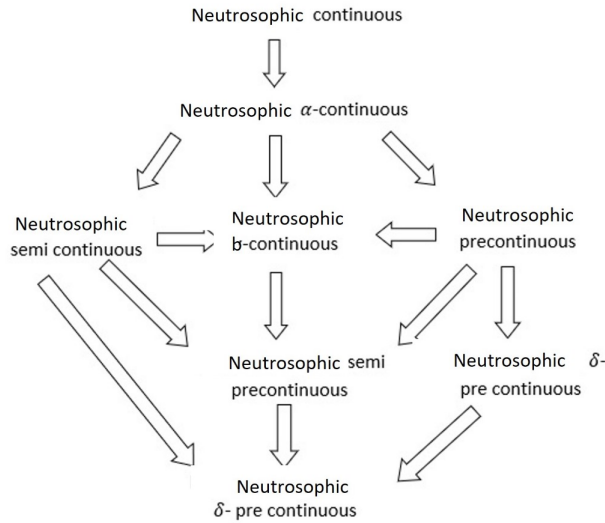 Neutrosophic continuous
Neutrosophic α-continuous
Neutrosophic
semi continuous
Neutrosophic
b-continuous
Neutrosophic
precontinuous
Neutrosophic semi
precontinuous
Neutrosophic δ-
pre continuous
Neutrosophic
δ- pre continuous